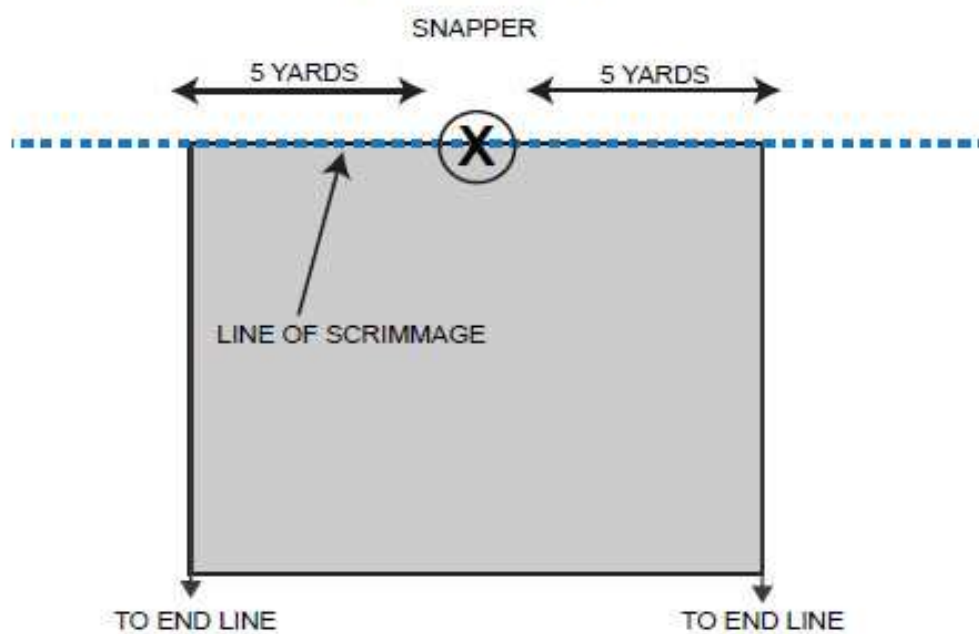 SNAPPER
5 YARDS
5 YARDS
X
LINE OF SCRIMMAGE
TO END LINE
TO END LINE